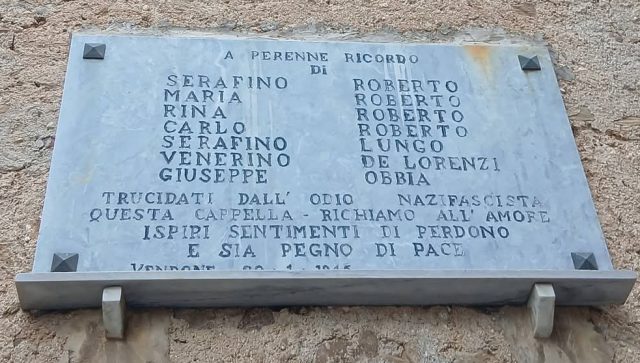 A PERENNE RICORDO
DI
SERAFINO ROBERTO
MARIA ROBERTO
RINA ROBERTO
CARLO ROBERTO
SERAFINO LUNGO
VENERINO DE LORENZI
GIUSEPPE OBBIA
TRUCIDATI DALL' ODIO NAZIFASCISTA
QUESTA CAPPELLA - RICHIAMO ALL' AMORE
ISPIRI SENTIMENTI DI PERDONO
E SIA PEGNO DI PACE
VENDONE